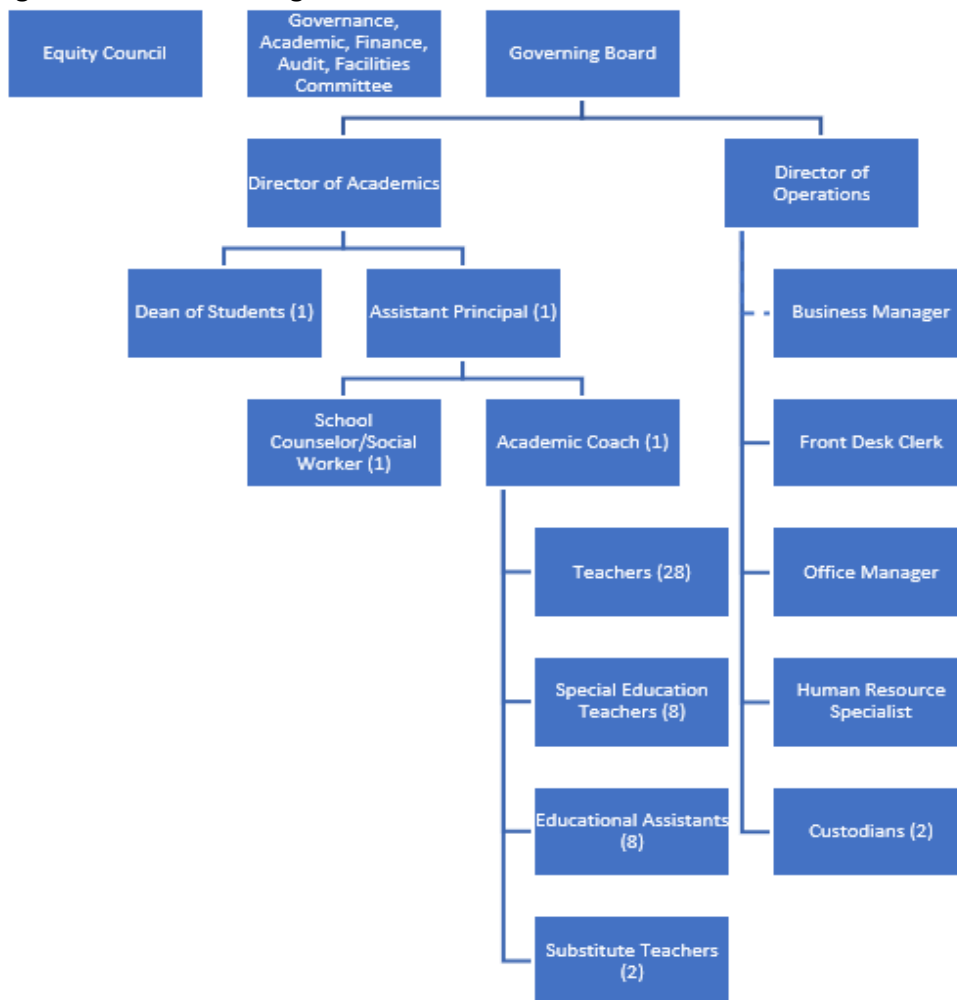 Equity Council
Governance,
Academic, Finance,
Audit, Facilities
Committee
Governing Board
Director of Academics
Director of
Operations
Dean of Students (1)
Assistant Principal (1)
Business Manager
School
Counselor/Social
Worker (1)
Academic Coach (1)
Front Desk Clerk
Teachers (28)
Office Manager
Special Education
Teachers (8)
Human Resource
Specialist
Educational Assistants
(8)
Custodians (2)
Substitute Teachers
(2)